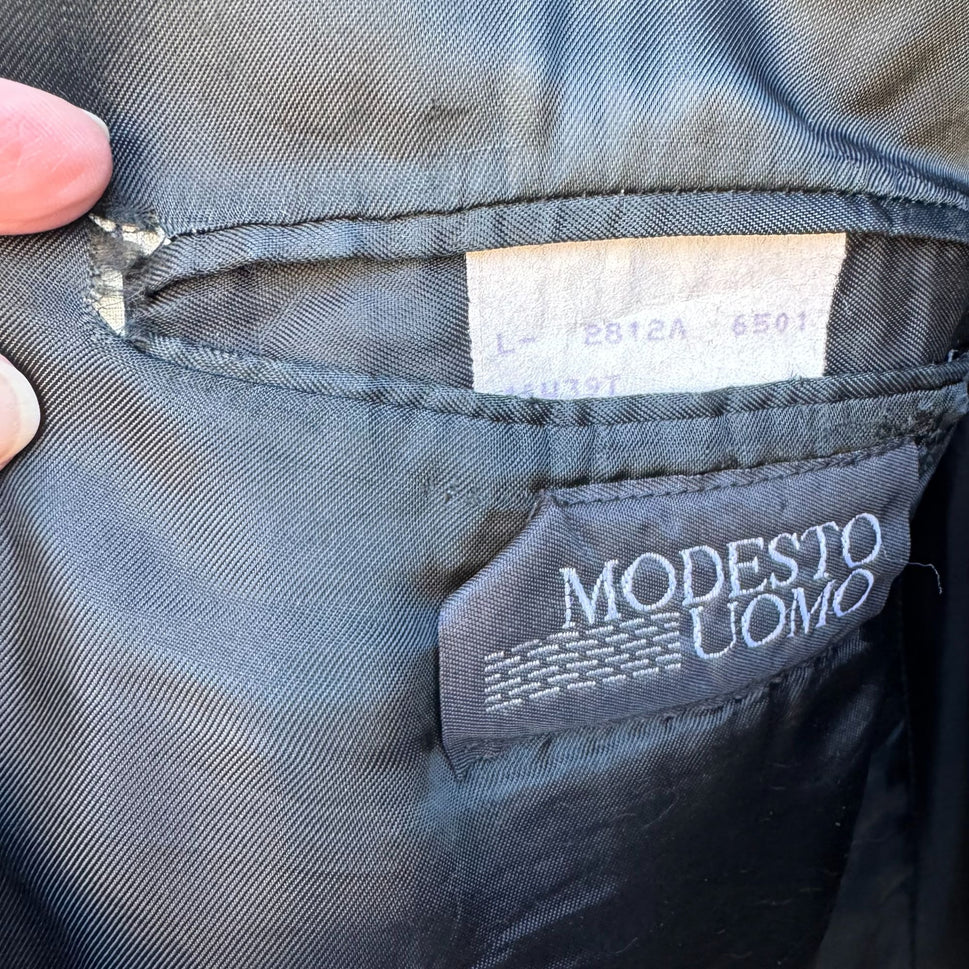 L- 2812A 6501
MODESTO
UOMO